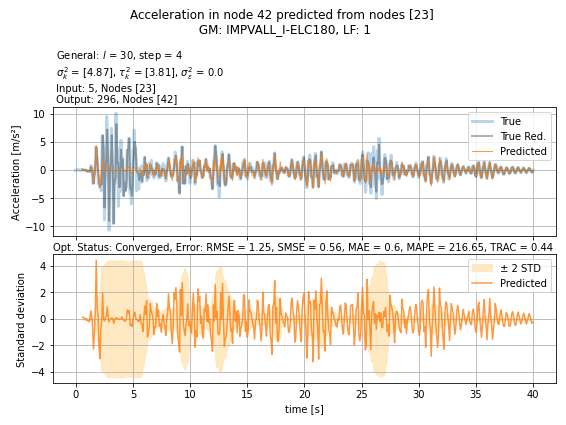 Acceleration in node 42 predicted from nodes [23]
GM: IMPVALL_I-ELC180, LF: 1
General: l = 30, step = 4
σ²ₖ = [4.87], τ²ₖ = [3.81], σ²ε = 0.0
Input: 5, Nodes [23]
Output: 296, Nodes [42]
Acceleration [m/s²]
10
5
0
−5
−10
True
True Red.
Predicted
Opt. Status: Converged, Error: RMSE = 1.25, SMSE = 0.56, MAE = 0.6, MAPE = 216.65, TRAC = 0.44
Standard deviation
4
2
0
−2
−4
± 2 STD
Predicted
0 5 10 15 20 25 30 35 40
time [s]